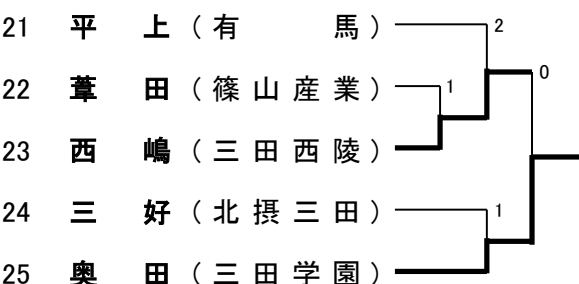 21 平 上 ( 有 馬 ) 2
22 葦 田 ( 篠 山 産 業 ) 1 0
23 西 嶋 ( 三 田 西 陵 )
24 三 好 ( 北 摂 三 田 ) 1
25 奥 田 ( 三 田 学 園 )